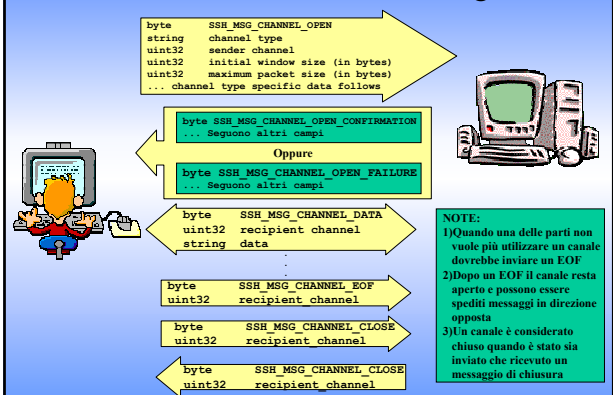 byte SSH_MSG_CHANNEL_OPEN
string channel type
uint32 sender channel
uint32 initial window size (in bytes)
uint32 maximum packet size (in bytes)
... channel type specific data follows
byte SSH_MSG_CHANNEL_OPEN_CONFIRMATION
... Seguono altri campi
Oppure
byte SSH_MSG_CHANNEL_OPEN_FAILURE
... Seguono altri campi
byte SSH_MSG_CHANNEL_DATA
uint32 recipient channel
string data
.
.
.
byte SSH_MSG_CHANNEL_EOF
uint32 recipient_channel
byte SSH_MSG_CHANNEL_CLOSE
uint32 recipient_channel
byte SSH_MSG_CHANNEL_CLOSE
uint32 recipient_channel
NOTE:
1)Quando una delle parti non
vuole più utilizzare un canale
dovrebbe inviare un EOF
2)Dopo un EOF il canale resta
aperto e possono essere
spediti messaggi in direzione
opposta
3)Un canale è considerato
chiuso quando è stato sia
inviato che ricevuto un
messaggio di chiusura